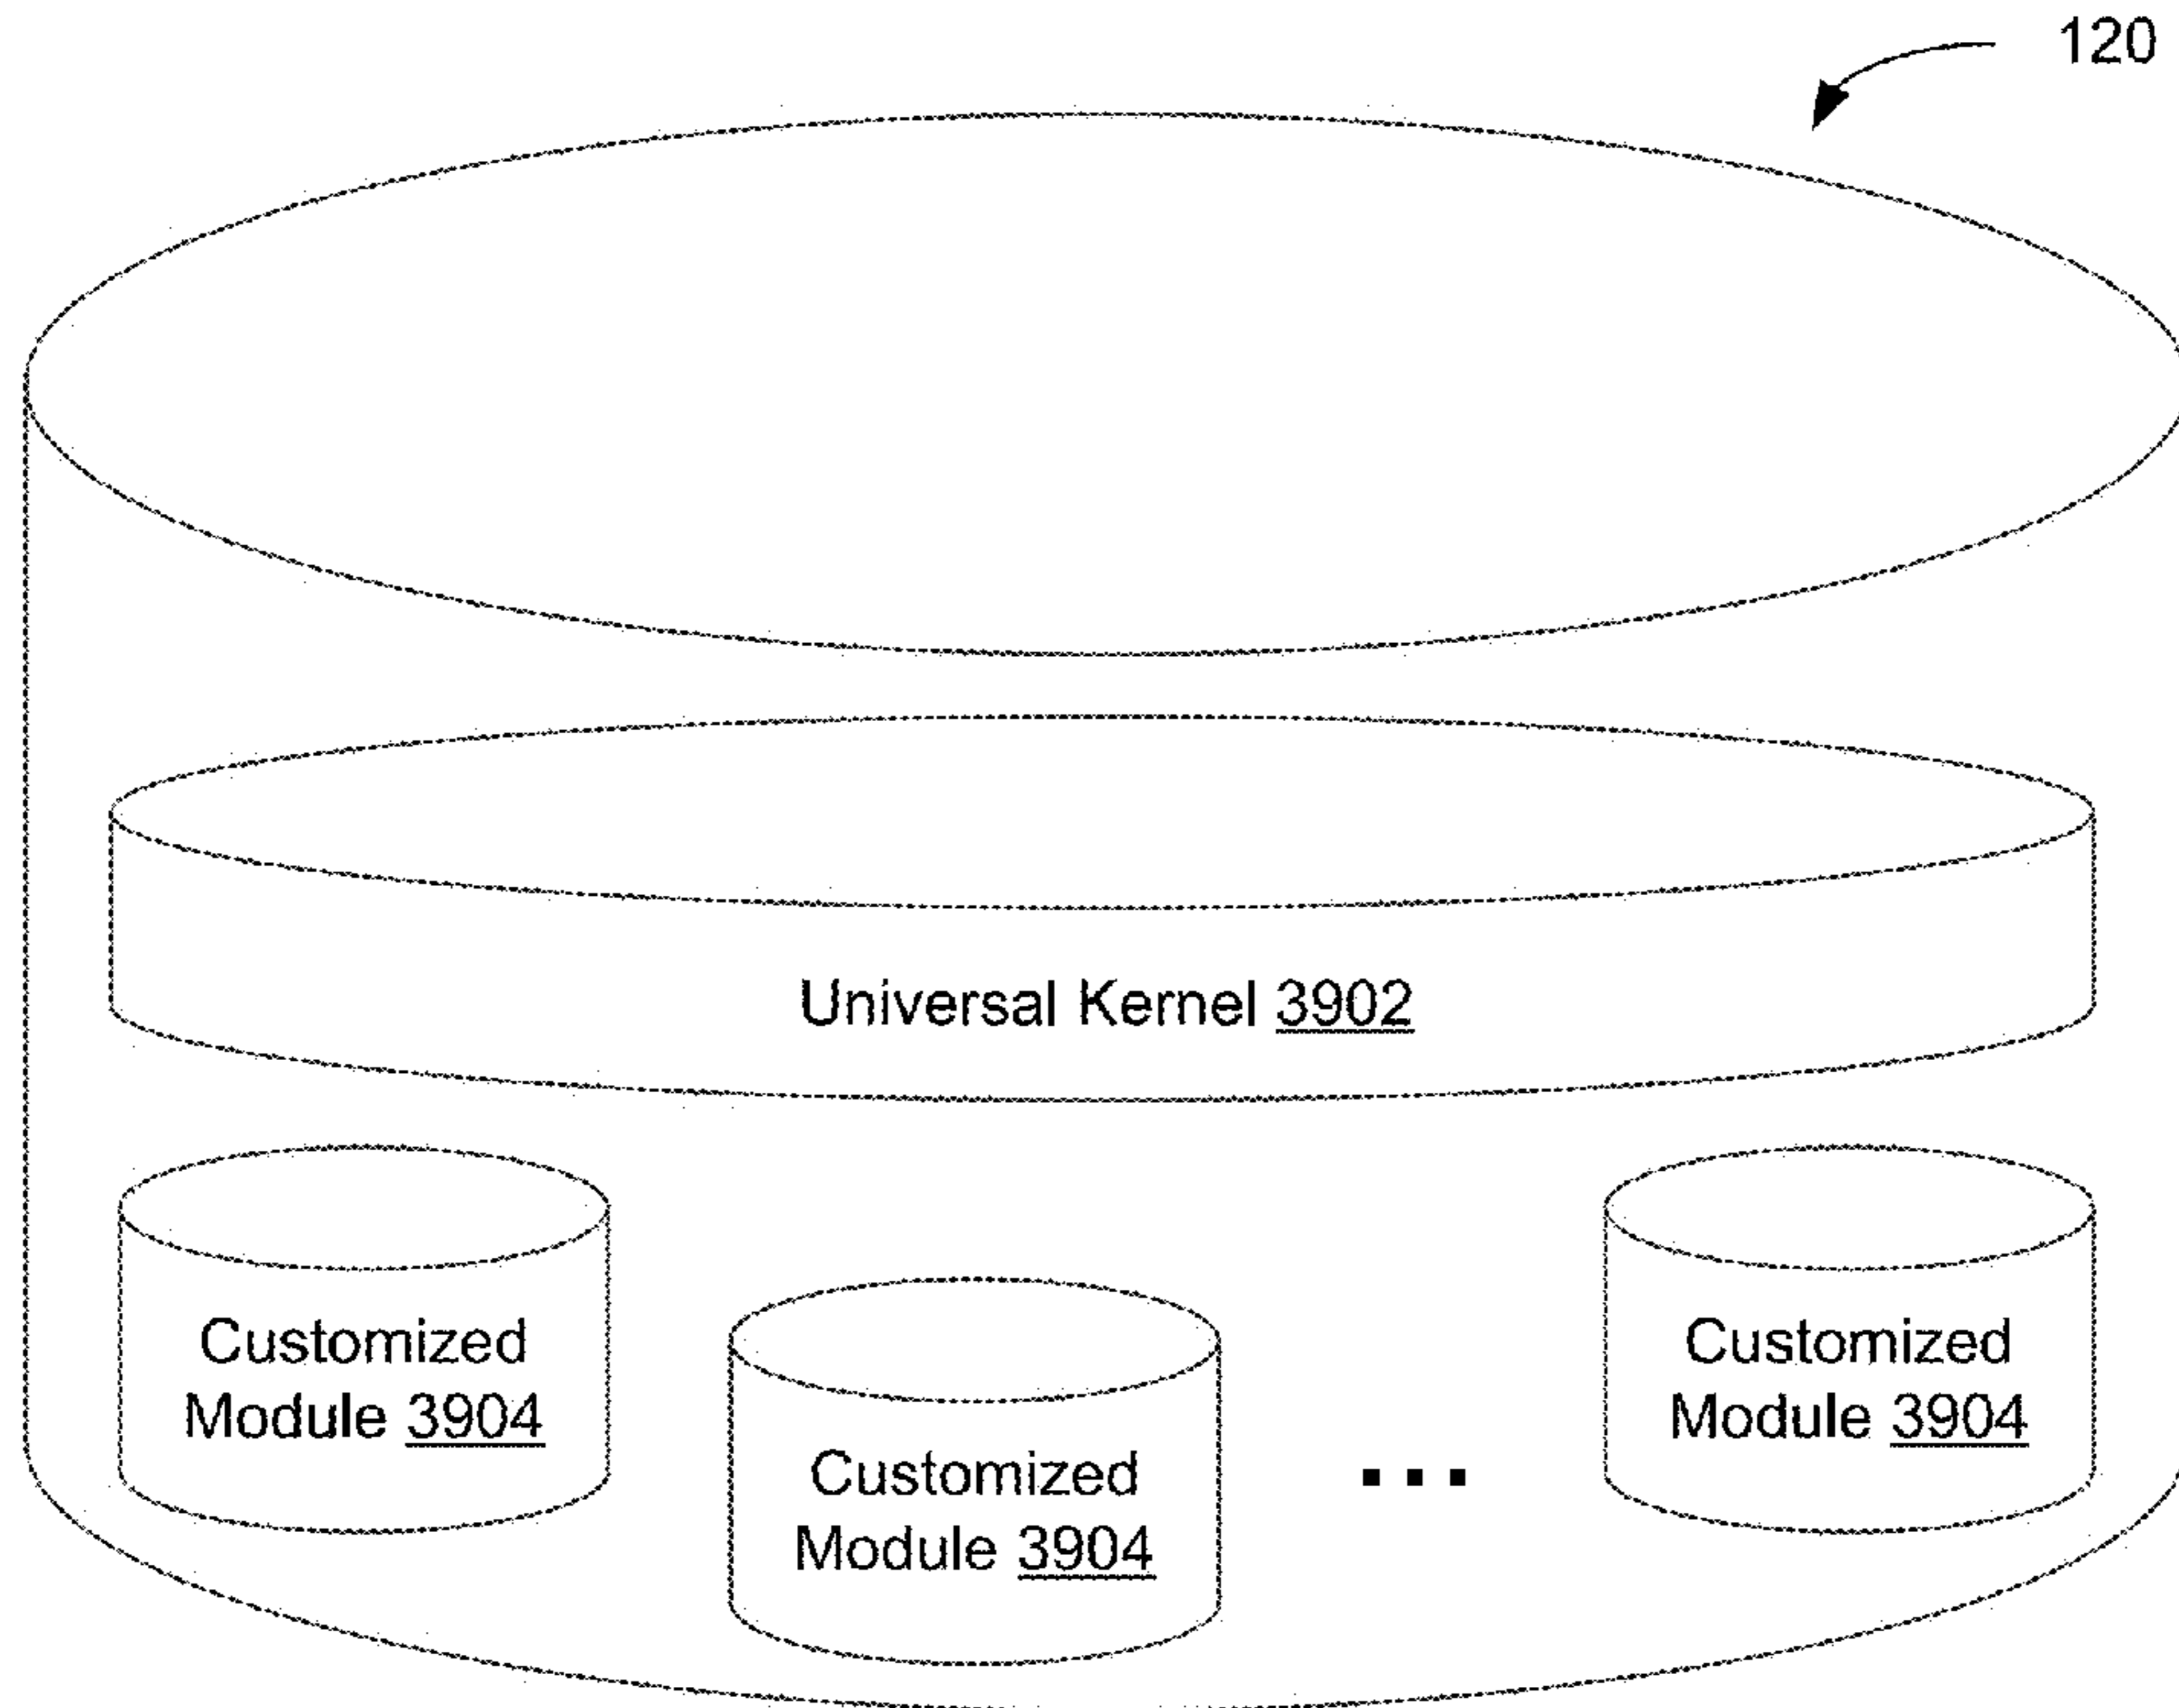 120
Universal Kernel 3902
Customized
Module 3904
Customized
Module 3904
...
Customized
Module 3904